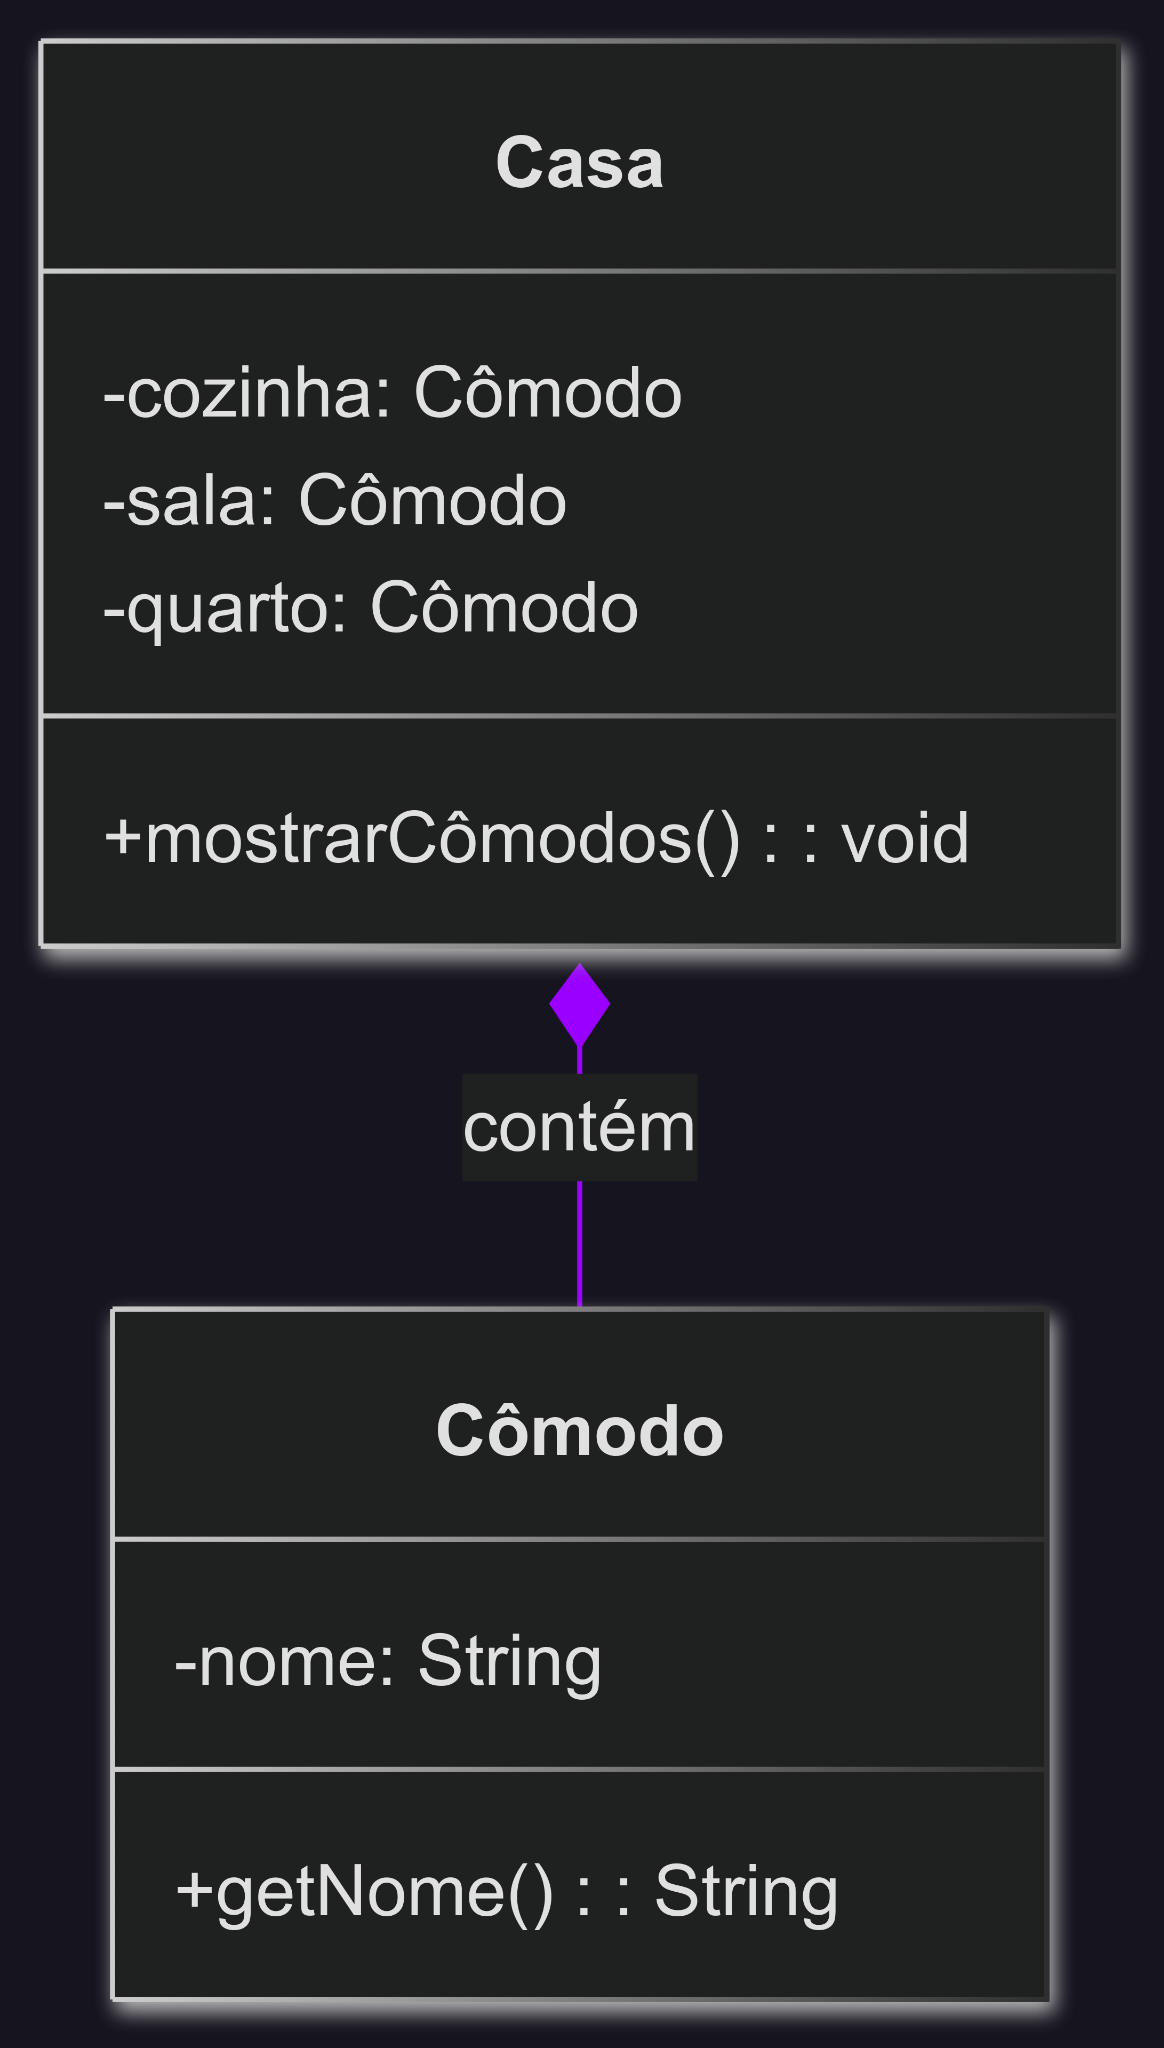 Casa
-cozinha: Cômodo
-sala: Cômodo
-quarto: Cômodo
+mostrarCômodos() : : void
contém
Cômodo
-nome: String
+getNome() : : String